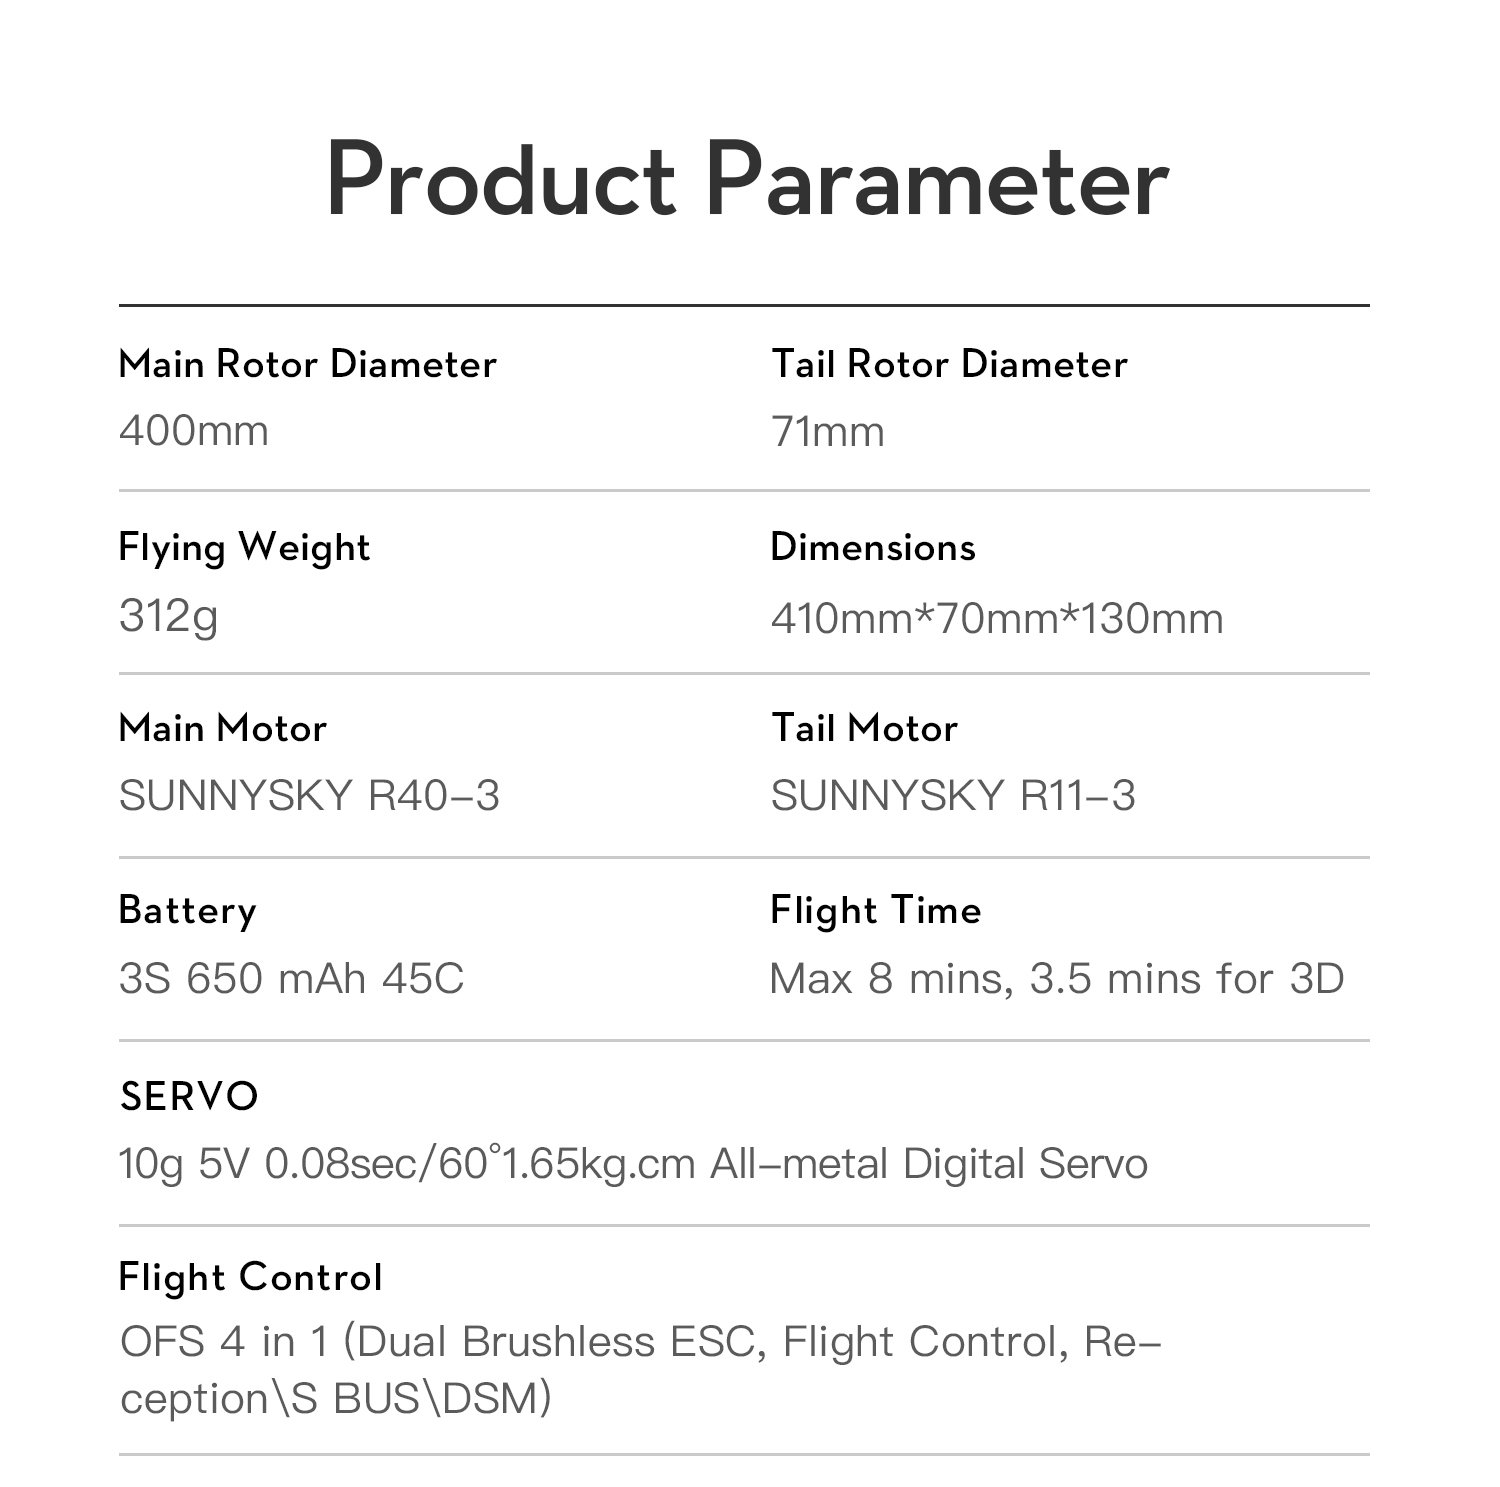 Product Parameter
Main Rotor Diameter
400mm
Tail Rotor Diameter
71mm
Flying Weight
312g
Dimensions
410mm*70mm*130mm
Main Motor
SUNNYSKY R40-3
Tail Motor
SUNNYSKY R11-3
Battery
3S 650 mAh 45C
Flight Time
Max 8 mins, 3.5 mins for 3D
SERVO
10g 5V 0.08sec/60°1.65kg.cm All-metal Digital Servo
Flight Control
OFS 4 in 1 (Dual Brushless ESC, Flight Control, Re-
ception\S BUS\DSM)